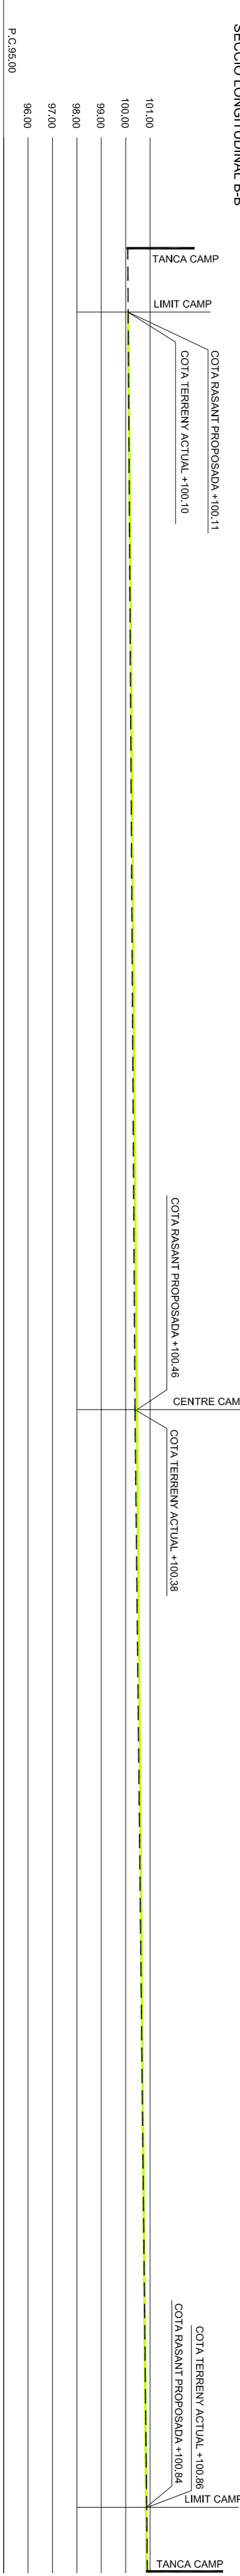 SECCIÓ LONGITUDINAL B-B
TANCA CAMP
LIMIT CAMP
COTA RASANT PROPOSADA +100.11
COTA TERRENY ACTUAL +100.10
COTA RASANT PROPOSADA +100.46
CENTRE CAM
COTA TERRENY ACTUAL +100.38
COTA TERRENY ACTUAL +100.86
COTA RASANT PROPOSADA +100.84
LIMIT CAMP
TANCA CAMP
101.00
100.00
99.00
98.00
97.00
96.00
P.C.95.00